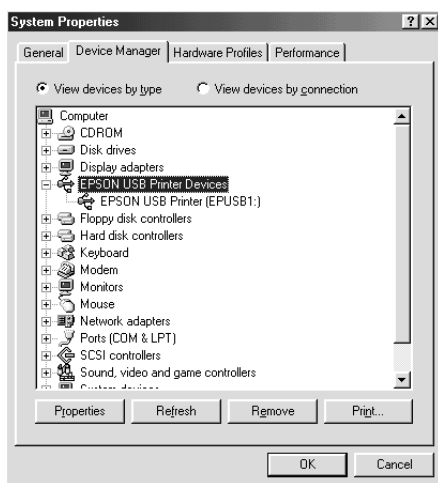 System Properties
General Device Manager Hardware Profiles Performance
View devices by type View devices by connection
Computer
CDROM
Disk drives
Display adapters
EPSON USB Printer Devices
EPSON USB Printer (EPUSB1:)
Floppy disk controllers
Hard disk controllers
Keyboard
Modem
Monitors
Mouse
Network adapters
Ports (COM & LPT)
SCSI controllers
Sound, video and game controllers
System devices
Properties Refresh Remove Print...
OK Cancel